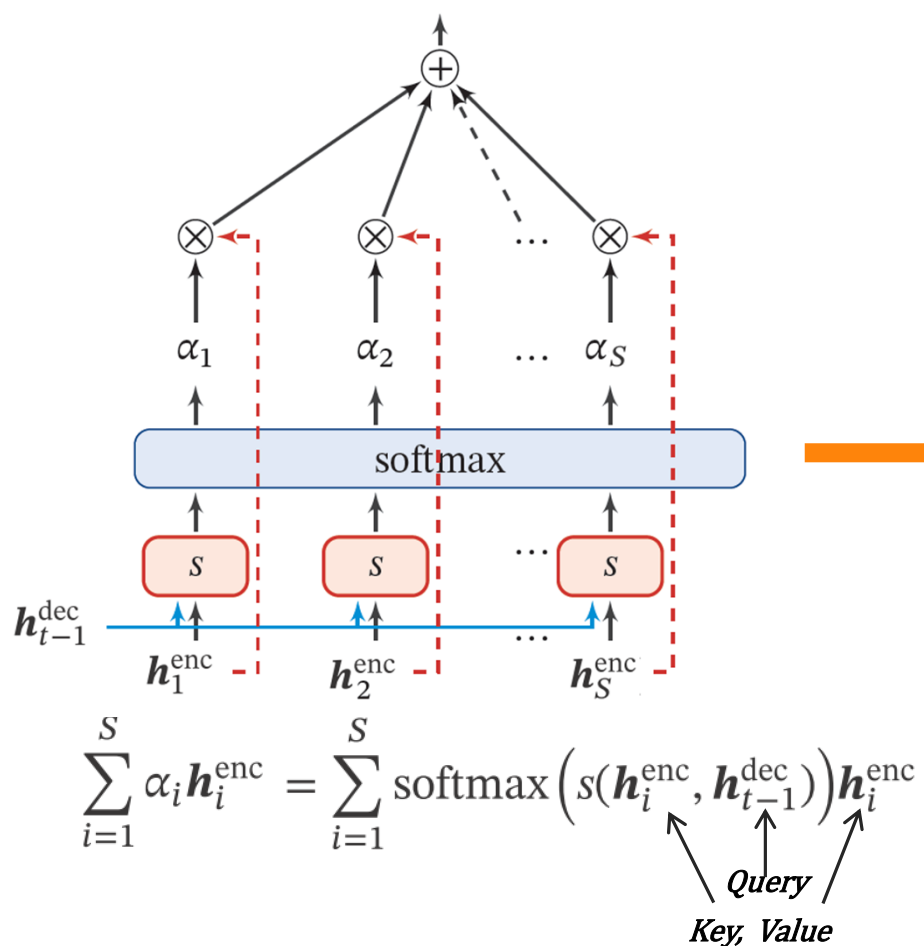 α₁ α₂ … α_S
softmax
s s … s
h_{t−1}^{dec}
h_1^{enc} h_2^{enc} … h_S^{enc}
∑_{i=1}^{S} α_i h_i^{enc} = ∑_{i=1}^{S} softmax(s(h_i^{enc}, h_{t−1}^{dec})) h_i^{enc}
Query
Key, Value